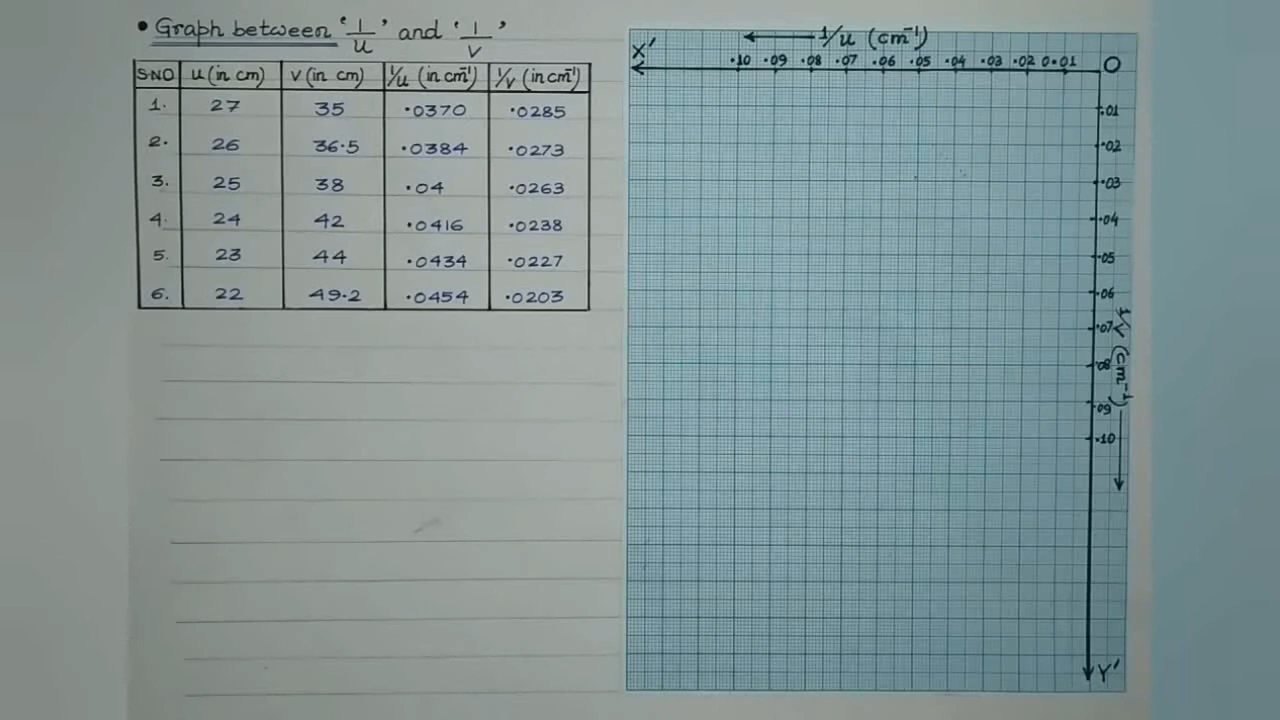 • Graph between '1/u' and '1/v'
S·NO u (in cm) v (in cm) 1/u (in cm⁻¹) 1/v (in cm⁻¹)
1. 27 35 ·0370 ·0285
2. 26 36·5 ·0384 ·0273
3. 25 38 ·04 ·0263
4. 24 42 ·0416 ·0238
5. 23 44 ·0434 ·0227
6. 22 49·2 ·0454 ·0203
1/u (cm⁻¹)
X'
·10 ·09 ·08 ·07 ·06 ·05 ·04 ·03 ·02 0·01 O
·01
·02
·03
·04
·05
·06
·07
·08
·09
·10
1/v (cm⁻¹)
Y'